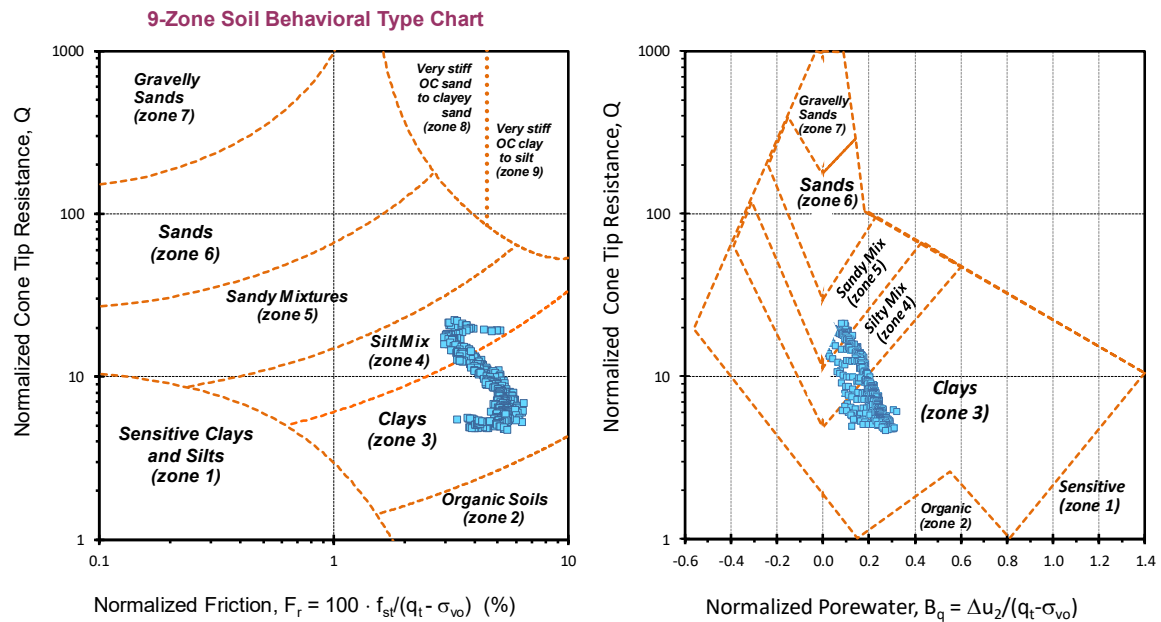 9-Zone Soil Behavioral Type Chart
Normalized Cone Tip Resistance, Q
1000
100
10
1
Gravelly
Sands
(zone 7)
Very stiff
OC sand
to clayey
sand
(zone 8)
Very stiff
OC clay
to silt
(zone 9)
Sands
(zone 6)
Sandy Mixtures
(zone 5)
Silt Mix
(zone 4)
Clays
(zone 3)
Sensitive Clays
and Silts
(zone 1)
Organic Soils
(zone 2)
0.1
1
10
Normalized Friction, Fr = 100 · fst/(qt - σvo) (%)
Normalized Cone Tip Resistance, Q
1000
100
10
1
Gravelly
Sands
(zone 7)
Sands
(zone 6)
Sandy Mix
(zone 5)
Silty Mix
(zone 4)
Clays
(zone 3)
Organic
(zone 2)
Sensitive
(zone 1)
-0.6 -0.4 -0.2 0.0 0.2 0.4 0.6 0.8 1.0 1.2 1.4
Normalized Porewater, Bq = Δu2/(qt-σvo)